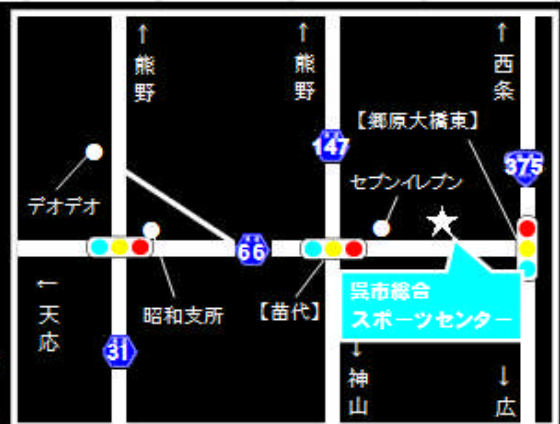 ↑
熊野
↑
熊野
↑
西条
【郷原大橋東】
147
375
セブンイレブン
デオデオ
66
←
天応
昭和支所
【苗代】
呉市総合
スポーツセンター
31
↓
神山
↓
広